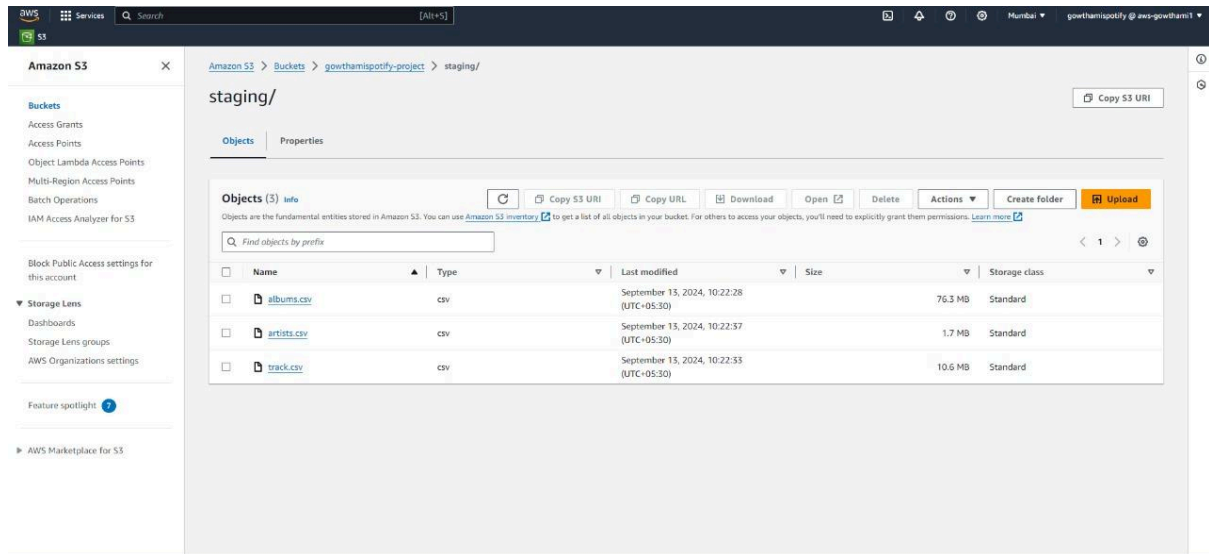 aws
Services
Search
[Alt+S]
Mumbai
gowthamispotify @ aws-gowthami1
S3
Amazon S3
Buckets
Access Grants
Access Points
Object Lambda Access Points
Multi-Region Access Points
Batch Operations
IAM Access Analyzer for S3
Block Public Access settings for
this account
Storage Lens
Dashboards
Storage Lens groups
AWS Organizations settings
Feature spotlight 7
AWS Marketplace for S3
Amazon S3 > Buckets > gowthamispotify-project > staging/
staging/
Copy S3 URI
Objects
Properties
Objects (3) Info
Copy S3 URI
Copy URL
Download
Open
Delete
Actions
Create folder
Upload
Objects are the fundamental entities stored in Amazon S3. You can use Amazon S3 inventory to get a list of all objects in your bucket. For others to access your objects, you'll need to explicitly grant them permissions. Learn more
Find objects by prefix
< 1 >
Name Type Last modified Size Storage class
albums.csv csv September 13, 2024, 10:22:28 76.3 MB Standard
(UTC+05:30)
artists.csv csv September 13, 2024, 10:22:37 1.7 MB Standard
(UTC+05:30)
track.csv csv September 13, 2024, 10:22:33 10.6 MB Standard
(UTC+05:30)